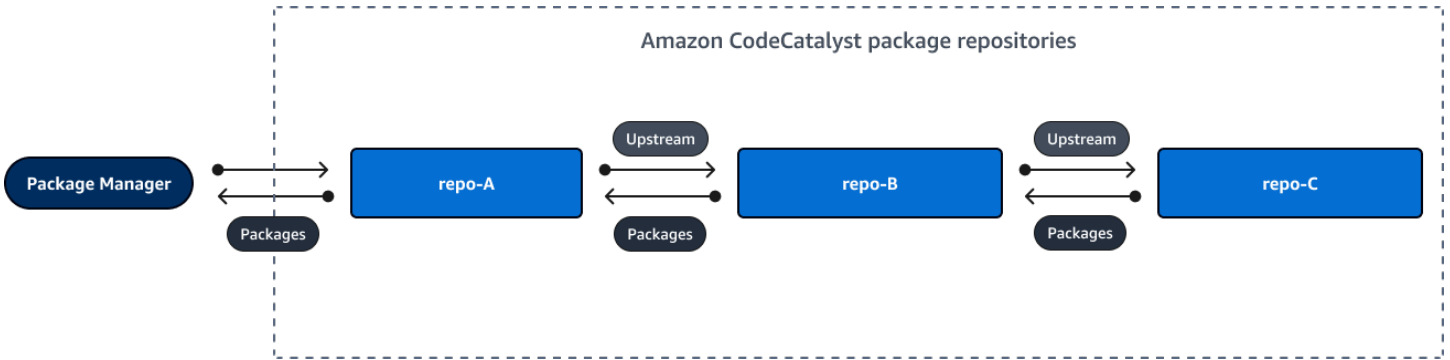 Amazon CodeCatalyst package repositories
Upstream
Upstream
Package Manager
repo-A
repo-B
repo-C
Packages
Packages
Packages